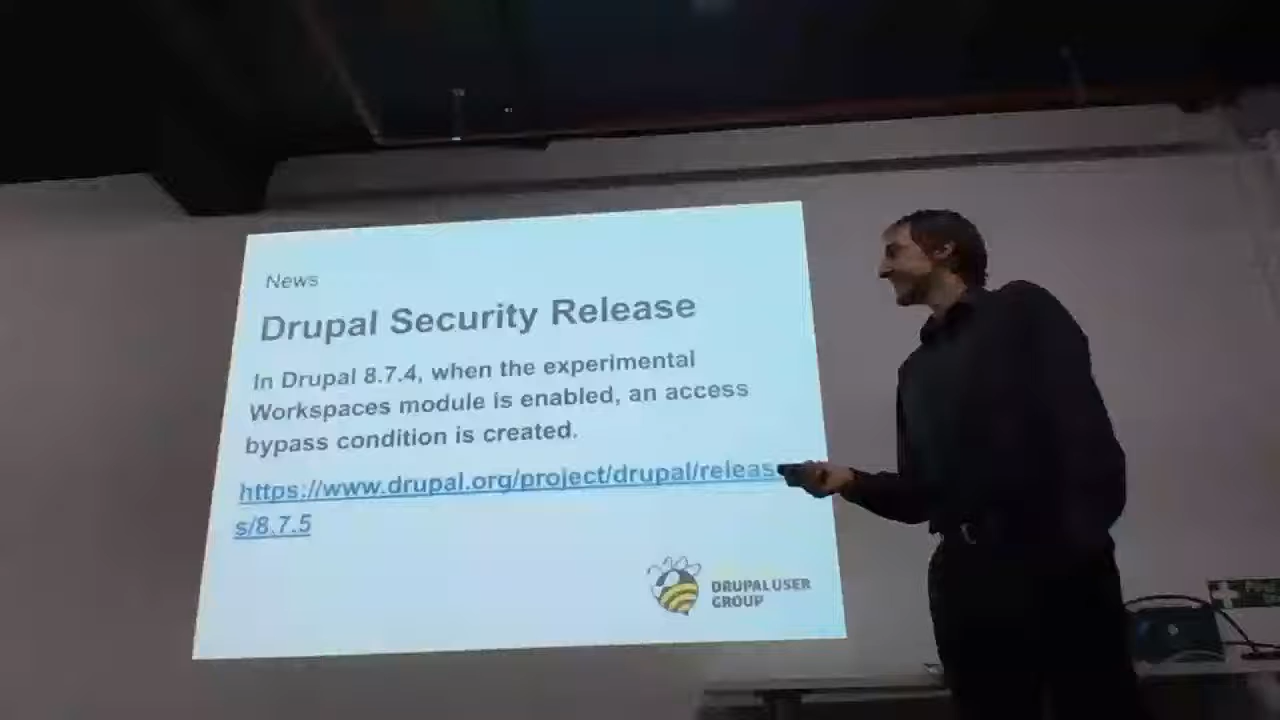 News
Drupal Security Release
In Drupal 8.7.4, when the experimental
Workspaces module is enabled, an access
bypass condition is created.
https://www.drupal.org/project/drupal/releas
s/8.7.5
DRUPAL USER
GROUP